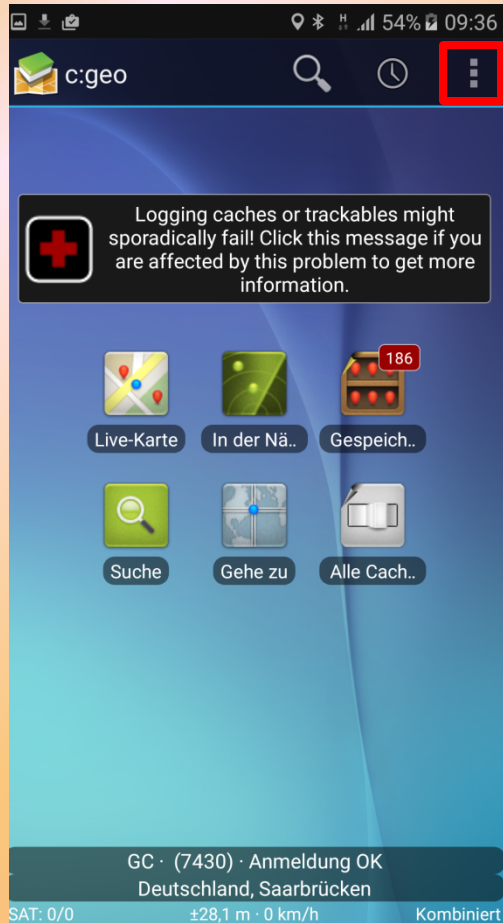 54% 09:36
c:geo
Logging caches or trackables might
sporadically fail! Click this message if you
are affected by this problem to get more
information.
186
Live-Karte In der Nä.. Gespeich..
Suche Gehe zu Alle Cach..
GC · (7430) · Anmeldung OK
Deutschland, Saarbrücken
SAT: 0/0 ±28,1 m · 0 km/h Kombiniert